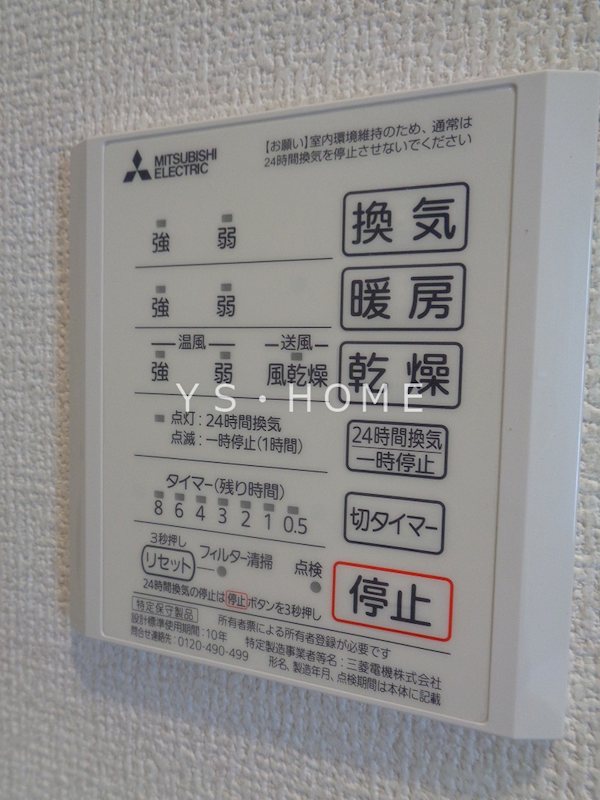 MITSUBISHI
ELECTRIC
【お願い】室内環境維持のため、通常は
24時間換気を停止させないでください
強 弱 換気
強 弱 暖房
温風 送風
強 弱 風乾燥 乾燥
YS・HOME
点灯：24時間換気
点滅：一時停止(1時間)
24時間換気
一時停止
タイマー(残り時間)
8 6 4 3 2 1 0.5
切タイマー
3秒押し
リセット フィルター清掃 点検
停止
24時間換気の停止は停止ボタンを3秒押し
特定保守製品 所有者票による所有者登録が必要です
設計標準使用期間：10年 特定製造事業者等名：三菱電機株式会社
問合せ連絡先：0120-490-499 形名、製造年月、点検期間は本体に記載